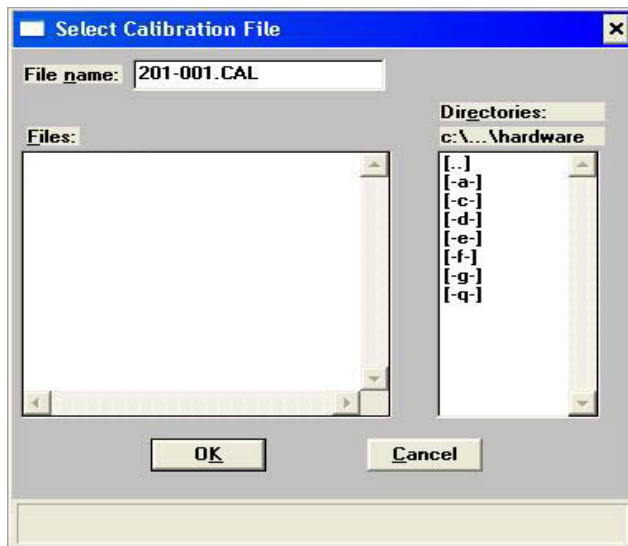 Select Calibration File
File name: 201-001.CAL
Directories:
Files:
c:\...\hardware
[..]
[-a-]
[-c-]
[-d-]
[-e-]
[-f-]
[-g-]
[-q-]
OK
Cancel